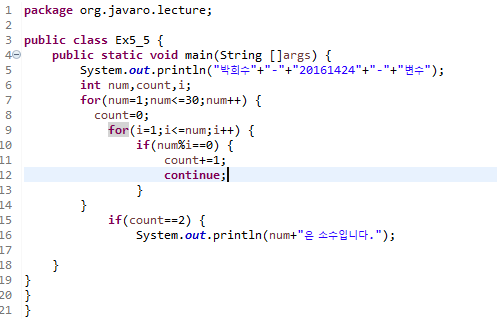 1 package org.javaro.lecture;
2
3 public class Ex5_5 {
4     public static void main(String []args) {
5         System.out.println("박희수"+"-"+"20161424"+"-"+"변수");
6         int num,count,i;
7         for(num=1;num<=30;num++) {
8           count=0;
9             for(i=1;i<=num;i++) {
10                 if(num%i==0) {
11                     count+=1;
12                     continue;
13                 }
14         }
15             if(count==2) {
16                 System.out.println(num+"은 소수입니다.");
17
18     }
19 }
20 }
21 }